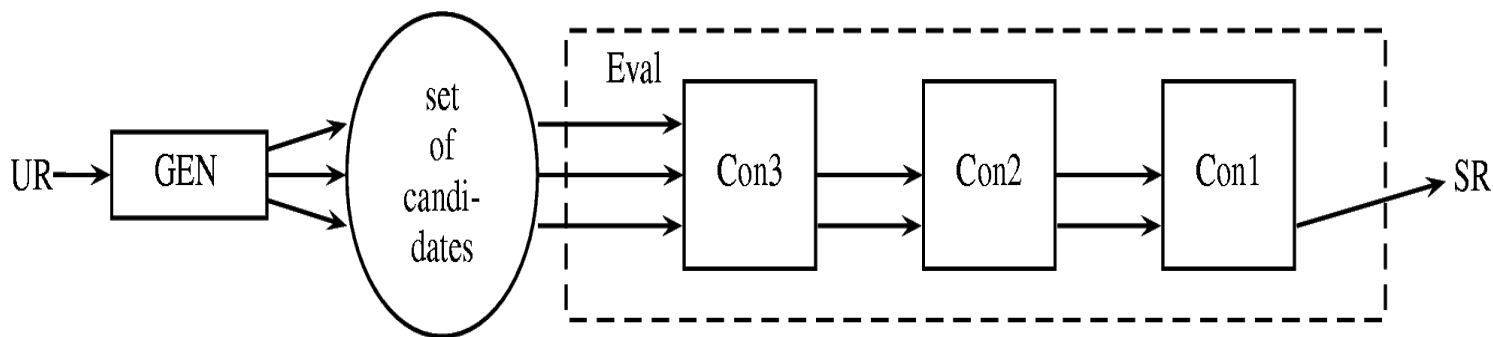 UR
GEN
set
of
candi-
dates
Eval
Con3
Con2
Con1
SR